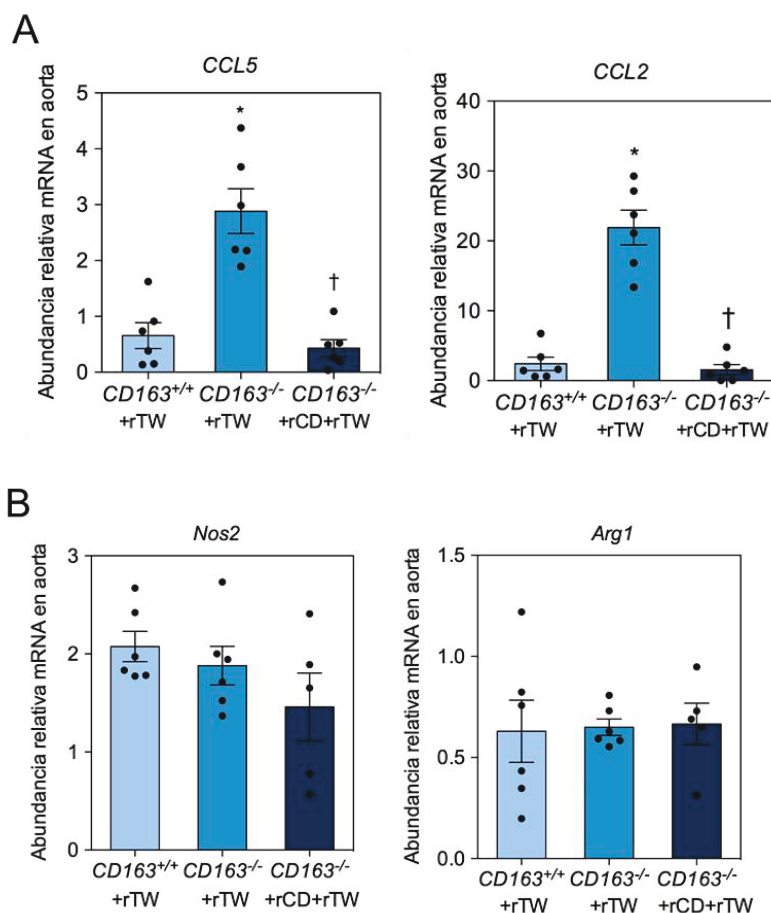 A
CCL5
Abundancia relativa mRNA en aorta
5
4
3
2
1
0
*
†
CD163+/+ CD163-/- CD163-/-
+rTW +rTW +rCD+rTW
CCL2
Abundancia relativa mRNA en aorta
40
30
20
10
0
*
†
CD163+/+ CD163-/- CD163-/-
+rTW +rTW +rCD+rTW
B
Nos2
Abundancia relativa mRNA en aorta
3
2
1
0
CD163+/+ CD163-/- CD163-/-
+rTW +rTW +rCD+rTW
Arg1
Abundancia relativa mRNA en aorta
1.5
1.0
0.5
0.0
CD163+/+ CD163-/- CD163-/-
+rTW +rTW +rCD+rTW